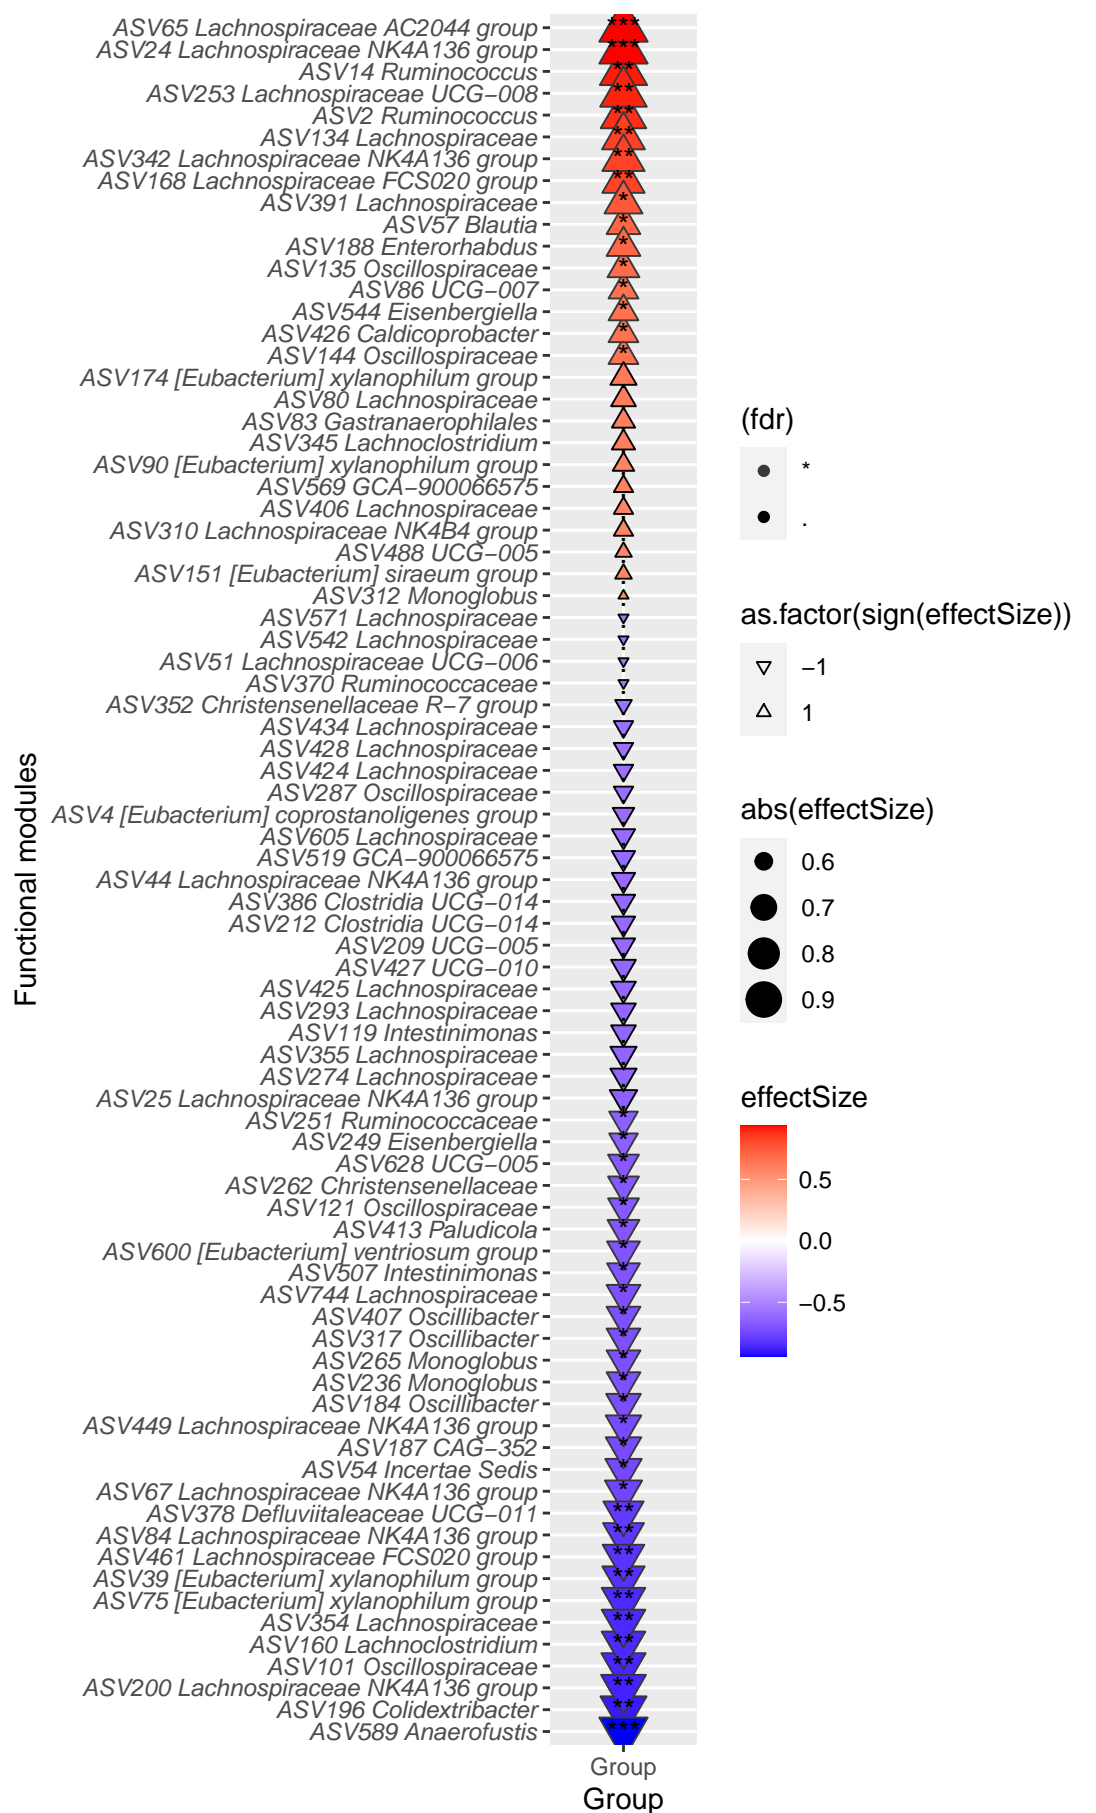 ASV65 Lachnospiraceae AC2044 group
ASV24 Lachnospiraceae NK4A136 group
ASV14 Ruminococcus
ASV253 Lachnospiraceae UCG−008
ASV2 Ruminococcus
ASV134 Lachnospiraceae
ASV342 Lachnospiraceae NK4A136 group
ASV168 Lachnospiraceae FCS020 group
ASV391 Lachnospiraceae
ASV57 Blautia
ASV188 Enterorhabdus
ASV135 Oscillospiraceae
ASV86 UCG−007
ASV544 Eisenbergiella
ASV426 Caldicoprobacter
ASV144 Oscillospiraceae
ASV174 [Eubacterium] xylanophilum group
ASV80 Lachnospiraceae
ASV83 Gastranaerophilales
ASV345 Lachnoclostridium
ASV90 [Eubacterium] xylanophilum group
ASV569 GCA−900066575
ASV406 Lachnospiraceae
ASV310 Lachnospiraceae NK4B4 group
ASV488 UCG−005
ASV151 [Eubacterium] siraeum group
ASV312 Monoglobus
ASV571 Lachnospiraceae
ASV542 Lachnospiraceae
ASV51 Lachnospiraceae UCG−006
ASV370 Ruminococcaceae
ASV352 Christensenellaceae R−7 group
ASV434 Lachnospiraceae
ASV428 Lachnospiraceae
ASV424 Lachnospiraceae
ASV287 Oscillospiraceae
ASV4 [Eubacterium] coprostanoligenes group
ASV605 Lachnospiraceae
ASV519 GCA−900066575
ASV44 Lachnospiraceae NK4A136 group
ASV386 Clostridia UCG−014
ASV212 Clostridia UCG−014
ASV209 UCG−005
ASV427 UCG−010
ASV425 Lachnospiraceae
ASV293 Lachnospiraceae
ASV119 Intestinimonas
ASV355 Lachnospiraceae
ASV274 Lachnospiraceae
ASV25 Lachnospiraceae NK4A136 group
ASV251 Ruminococcaceae
ASV249 Eisenbergiella
ASV628 UCG−005
ASV262 Christensenellaceae
ASV121 Oscillospiraceae
ASV413 Paludicola
ASV600 [Eubacterium] ventriosum group
ASV507 Intestinimonas
ASV744 Lachnospiraceae
ASV407 Oscillibacter
ASV317 Oscillibacter
ASV265 Monoglobus
ASV236 Monoglobus
ASV184 Oscillibacter
ASV449 Lachnospiraceae NK4A136 group
ASV187 CAG−352
ASV54 Incertae Sedis
ASV67 Lachnospiraceae NK4A136 group
ASV378 Defluviitaleaceae UCG−011
ASV84 Lachnospiraceae NK4A136 group
ASV461 Lachnospiraceae FCS020 group
ASV39 [Eubacterium] xylanophilum group
ASV75 [Eubacterium] xylanophilum group
ASV354 Lachnospiraceae
ASV160 Lachnoclostridium
ASV101 Oscillospiraceae
ASV200 Lachnospiraceae NK4A136 group
ASV196 Colidextribacter
ASV589 Anaerofustis
Functional modules
Group
Group
(fdr)
*
.
as.factor(sign(effectSize))
−1
1
abs(effectSize)
0.6
0.7
0.8
0.9
effectSize
0.5
0.0
−0.5